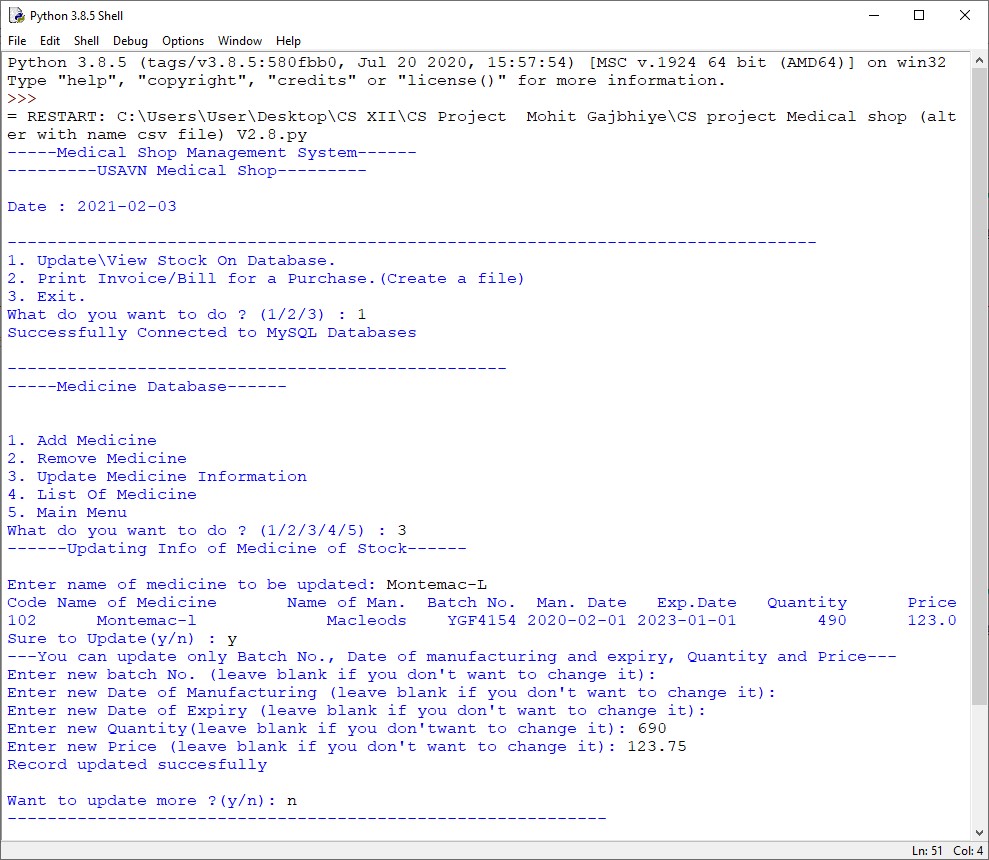 Python 3.8.5 Shell
File Edit Shell Debug Options Window Help
Python 3.8.5 (tags/v3.8.5:580fbb0, Jul 20 2020, 15:57:54) [MSC v.1924 64 bit (AMD64)] on win32
Type "help", "copyright", "credits" or "license()" for more information.
>>>
= RESTART: C:\Users\User\Desktop\CS XII\CS Project  Mohit Gajbhiye\CS project Medical shop (alt
er with name csv file) V2.8.py
-----Medical Shop Management System------
---------USAVN Medical Shop---------
Date : 2021-02-03
---------------------------------------------------------------------------------
1. Update\View Stock On Database.
2. Print Invoice/Bill for a Purchase.(Create a file)
3. Exit.
What do you want to do ? (1/2/3) : 1
Successfully Connected to MySQL Databases
--------------------------------------------------
-----Medicine Database------
1. Add Medicine
2. Remove Medicine
3. Update Medicine Information
4. List Of Medicine
5. Main Menu
What do you want to do ? (1/2/3/4/5) : 3
------Updating Info of Medicine of Stock------
Enter name of medicine to be updated: Montemac-L
Code Name of Medicine       Name of Man.  Batch No.  Man. Date   Exp.Date   Quantity      Price
102      Montemac-l             Macleods    YGF4154 2020-02-01 2023-01-01        490      123.0
Sure to Update(y/n) : y
---You can update only Batch No., Date of manufacturing and expiry, Quantity and Price---
Enter new batch No. (leave blank if you don't want to change it):
Enter new Date of Manufacturing (leave blank if you don't want to change it):
Enter new Date of Expiry (leave blank if you don't want to change it):
Enter new Quantity(leave blank if you don'twant to change it): 690
Enter new Price (leave blank if you don't want to change it): 123.75
Record updated succesfully
Want to update more ?(y/n): n
------------------------------------------------------------
Ln: 51 Col: 4